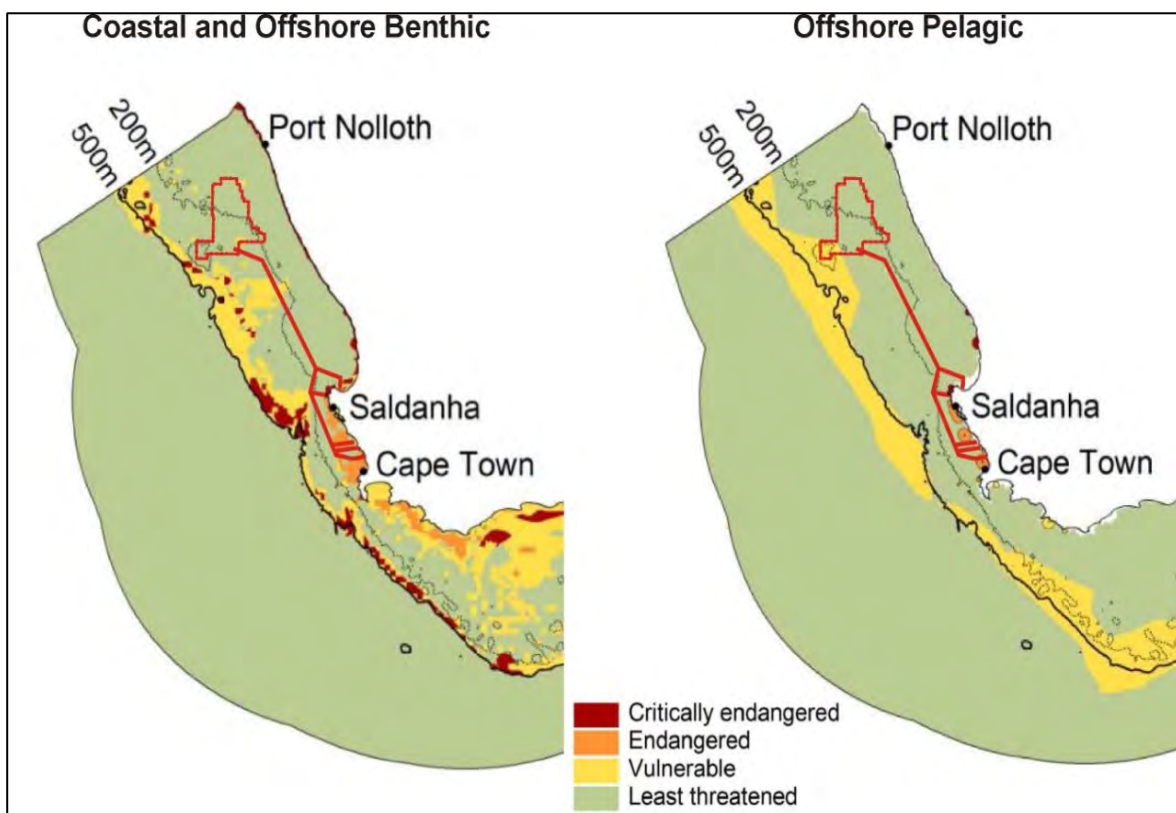 Coastal and Offshore Benthic
Offshore Pelagic
Port Nolloth
200m
500m
Saldanha
Cape Town
Port Nolloth
200m
500m
Saldanha
Cape Town
Critically endangered
Endangered
Vulnerable
Least threatened